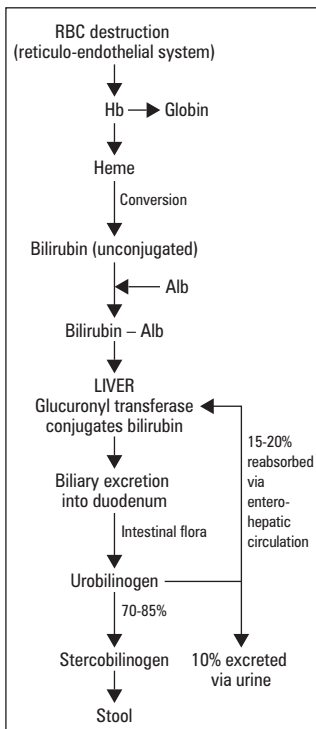 RBC destruction
(reticulo-endothelial system)
Hb
Globin
Heme
Conversion
Bilirubin (unconjugated)
Alb
Bilirubin – Alb
LIVER
Glucuronyl transferase
conjugates bilirubin
15-20%
reabsorbed
via
entero-
hepatic
circulation
Biliary excretion
into duodenum
Intestinal flora
Urobilinogen
70-85%
Stercobilinogen
10% excreted
via urine
Stool